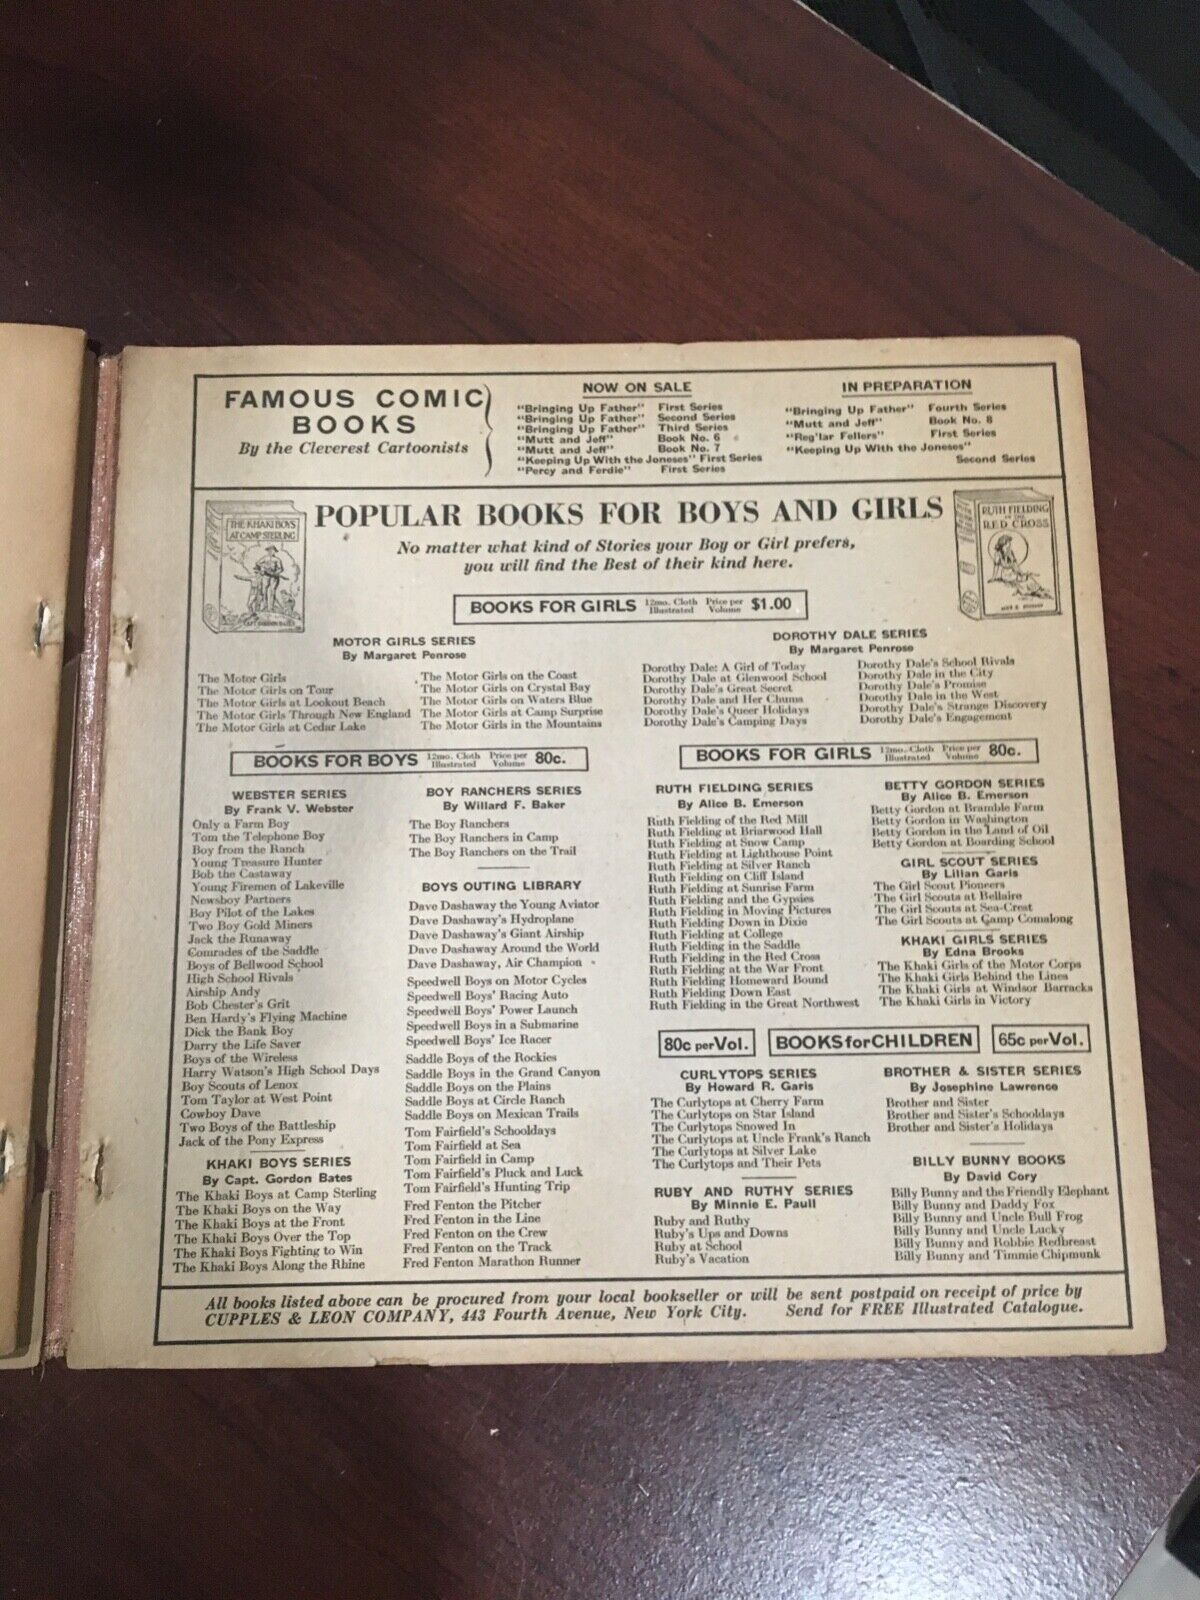 FAMOUS COMIC
BOOKS
By the Cleverest Cartoonists
NOW ON SALE
"Bringing Up Father" First Series
"Bringing Up Father" Second Series
"Bringing Up Father" Third Series
"Mutt and Jeff" Book No. 6
"Mutt and Jeff" Book No. 7
"Keeping Up With the Joneses" First Series
"Percy and Ferdie" First Series
IN PREPARATION
"Bringing Up Father" Fourth Series
"Mutt and Jeff" Book No. 8
"Reg'lar Fellers" First Series
"Keeping Up With the Joneses"
Second Series
THE KHAKI BOYS
AT CAMP STERLING
CAPT. GORDON BATES
POPULAR BOOKS FOR BOYS AND GIRLS
No matter what kind of Stories your Boy or Girl prefers,
you will find the Best of their kind here.
RUTH FIELDING
IN THE
RED CROSS
ALICE B. EMERSON
BOOKS FOR GIRLS 12mo. Cloth Illustrated Price per Volume $1.00
MOTOR GIRLS SERIES
By Margaret Penrose
The Motor Girls
The Motor Girls on Tour
The Motor Girls at Lookout Beach
The Motor Girls Through New England
The Motor Girls at Cedar Lake
The Motor Girls on the Coast
The Motor Girls on Crystal Bay
The Motor Girls on Waters Blue
The Motor Girls at Camp Surprise
The Motor Girls in the Mountains
DOROTHY DALE SERIES
By Margaret Penrose
Dorothy Dale: A Girl of Today
Dorothy Dale at Glenwood School
Dorothy Dale's Great Secret
Dorothy Dale and Her Chums
Dorothy Dale's Queer Holidays
Dorothy Dale's Camping Days
Dorothy Dale's School Rivals
Dorothy Dale in the City
Dorothy Dale's Promise
Dorothy Dale in the West
Dorothy Dale's Strange Discovery
Dorothy Dale's Engagement
BOOKS FOR BOYS 12mo. Cloth Illustrated Price per Volume 80c.
WEBSTER SERIES
By Frank V. Webster
Only a Farm Boy
Tom the Telephone Boy
Boy from the Ranch
Young Treasure Hunter
Bob the Castaway
Young Firemen of Lakeville
Newsboy Partners
Boy Pilot of the Lakes
Two Boy Gold Miners
Jack the Runaway
Comrades of the Saddle
Boys of Bellwood School
High School Rivals
Airship Andy
Bob Chester's Grit
Ben Hardy's Flying Machine
Dick the Bank Boy
Darry the Life Saver
Boys of the Wireless
Harry Watson's High School Days
Boy Scouts of Lenox
Tom Taylor at West Point
Cowboy Dave
Two Boys of the Battleship
Jack of the Pony Express
KHAKI BOYS SERIES
By Capt. Gordon Bates
The Khaki Boys at Camp Sterling
The Khaki Boys on the Way
The Khaki Boys at the Front
The Khaki Boys Over the Top
The Khaki Boys Fighting to Win
The Khaki Boys Along the Rhine
BOY RANCHERS SERIES
By Willard F. Baker
The Boy Ranchers
The Boy Ranchers in Camp
The Boy Ranchers on the Trail
BOYS OUTING LIBRARY
Dave Dashaway the Young Aviator
Dave Dashaway's Hydroplane
Dave Dashaway's Giant Airship
Dave Dashaway Around the World
Dave Dashaway, Air Champion
Speedwell Boys on Motor Cycles
Speedwell Boys' Racing Auto
Speedwell Boys' Power Launch
Speedwell Boys in a Submarine
Speedwell Boys' Ice Racer
Saddle Boys of the Rockies
Saddle Boys in the Grand Canyon
Saddle Boys on the Plains
Saddle Boys at Circle Ranch
Saddle Boys on Mexican Trails
Tom Fairfield's Schooldays
Tom Fairfield at Sea
Tom Fairfield in Camp
Tom Fairfield's Pluck and Luck
Tom Fairfield's Hunting Trip
Fred Fenton the Pitcher
Fred Fenton in the Line
Fred Fenton on the Crew
Fred Fenton on the Track
Fred Fenton Marathon Runner
BOOKS FOR GIRLS 12mo. Cloth Illustrated Price per Volume 80c.
RUTH FIELDING SERIES
By Alice B. Emerson
Ruth Fielding of the Red Mill
Ruth Fielding at Briarwood Hall
Ruth Fielding at Snow Camp
Ruth Fielding at Lighthouse Point
Ruth Fielding at Silver Ranch
Ruth Fielding on Cliff Island
Ruth Fielding at Sunrise Farm
Ruth Fielding and the Gypsies
Ruth Fielding in Moving Pictures
Ruth Fielding Down in Dixie
Ruth Fielding at College
Ruth Fielding in the Saddle
Ruth Fielding in the Red Cross
Ruth Fielding at the War Front
Ruth Fielding Homeward Bound
Ruth Fielding Down East
Ruth Fielding in the Great Northwest
BETTY GORDON SERIES
By Alice B. Emerson
Betty Gordon at Bramble Farm
Betty Gordon in Washington
Betty Gordon in the Land of Oil
Betty Gordon at Boarding School
GIRL SCOUT SERIES
By Lilian Garis
The Girl Scout Pioneers
The Girl Scouts at Bellaire
The Girl Scouts at Sea-Crest
The Girl Scouts at Camp Comalong
KHAKI GIRLS SERIES
By Edna Brooks
The Khaki Girls of the Motor Corps
The Khaki Girls Behind the Lines
The Khaki Girls at Windsor Barracks
The Khaki Girls in Victory
80c per Vol. BOOKS for CHILDREN 65c per Vol.
CURLYTOPS SERIES
By Howard R. Garis
The Curlytops at Cherry Farm
The Curlytops on Star Island
The Curlytops Snowed In
The Curlytops at Uncle Frank's Ranch
The Curlytops at Silver Lake
The Curlytops and Their Pets
RUBY AND RUTHY SERIES
By Minnie E. Paull
Ruby and Ruthy
Ruby's Ups and Downs
Ruby at School
Ruby's Vacation
BROTHER & SISTER SERIES
By Josephine Lawrence
Brother and Sister
Brother and Sister's Schooldays
Brother and Sister's Holidays
BILLY BUNNY BOOKS
By David Cory
Billy Bunny and the Friendly Elephant
Billy Bunny and Daddy Fox
Billy Bunny and Uncle Bull Frog
Billy Bunny and Uncle Lucky
Billy Bunny and Robbie Redbreast
Billy Bunny and Timmie Chipmunk
All books listed above can be procured from your local bookseller or will be sent postpaid on receipt of price by
CUPPLES & LEON COMPANY, 443 Fourth Avenue, New York City. Send for FREE Illustrated Catalogue.